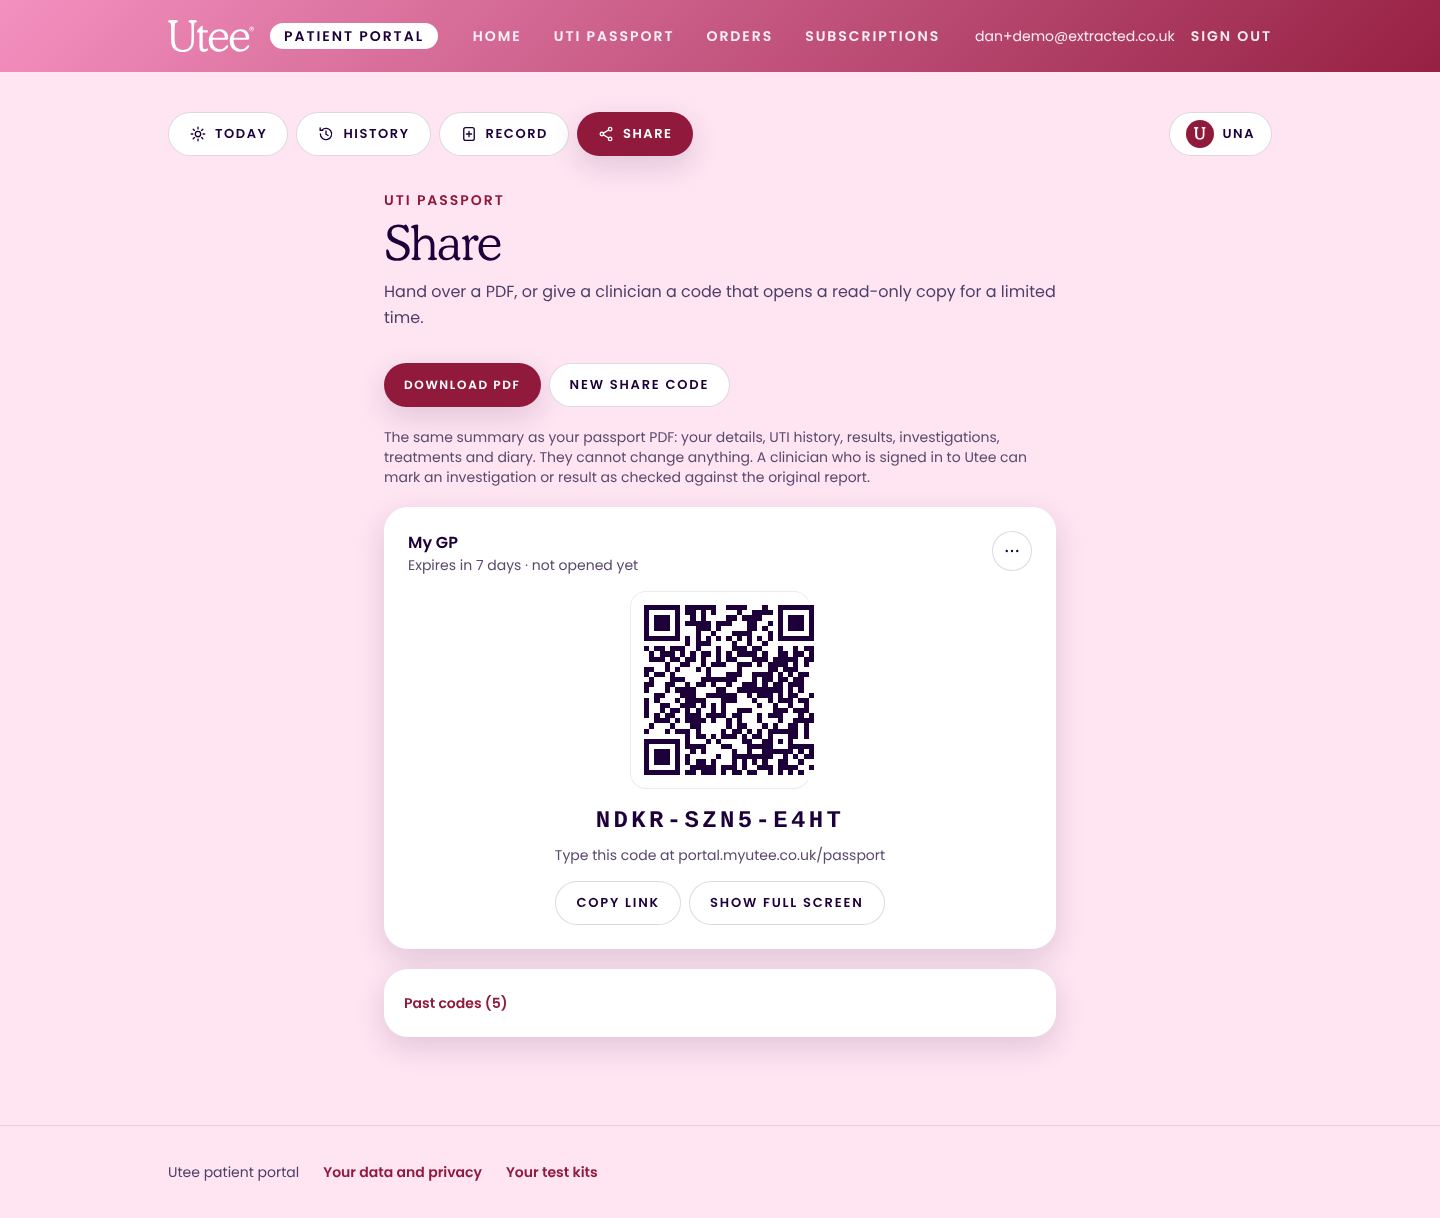 Utee®
PATIENT PORTAL
HOME
UTI PASSPORT
ORDERS
SUBSCRIPTIONS
dan+demo@extracted.co.uk
SIGN OUT
TODAY
HISTORY
RECORD
SHARE
U
UNA
UTI PASSPORT
Share
Hand over a PDF, or give a clinician a code that opens a read-only copy for a limited
time.
DOWNLOAD PDF
NEW SHARE CODE
The same summary as your passport PDF: your details, UTI history, results, investigations,
treatments and diary. They cannot change anything. A clinician who is signed in to Utee can
mark an investigation or result as checked against the original report.
My GP
Expires in 7 days · not opened yet
NDKR-SZN5-E4HT
Type this code at portal.myutee.co.uk/passport
COPY LINK
SHOW FULL SCREEN
Past codes (5)
Utee patient portal
Your data and privacy
Your test kits